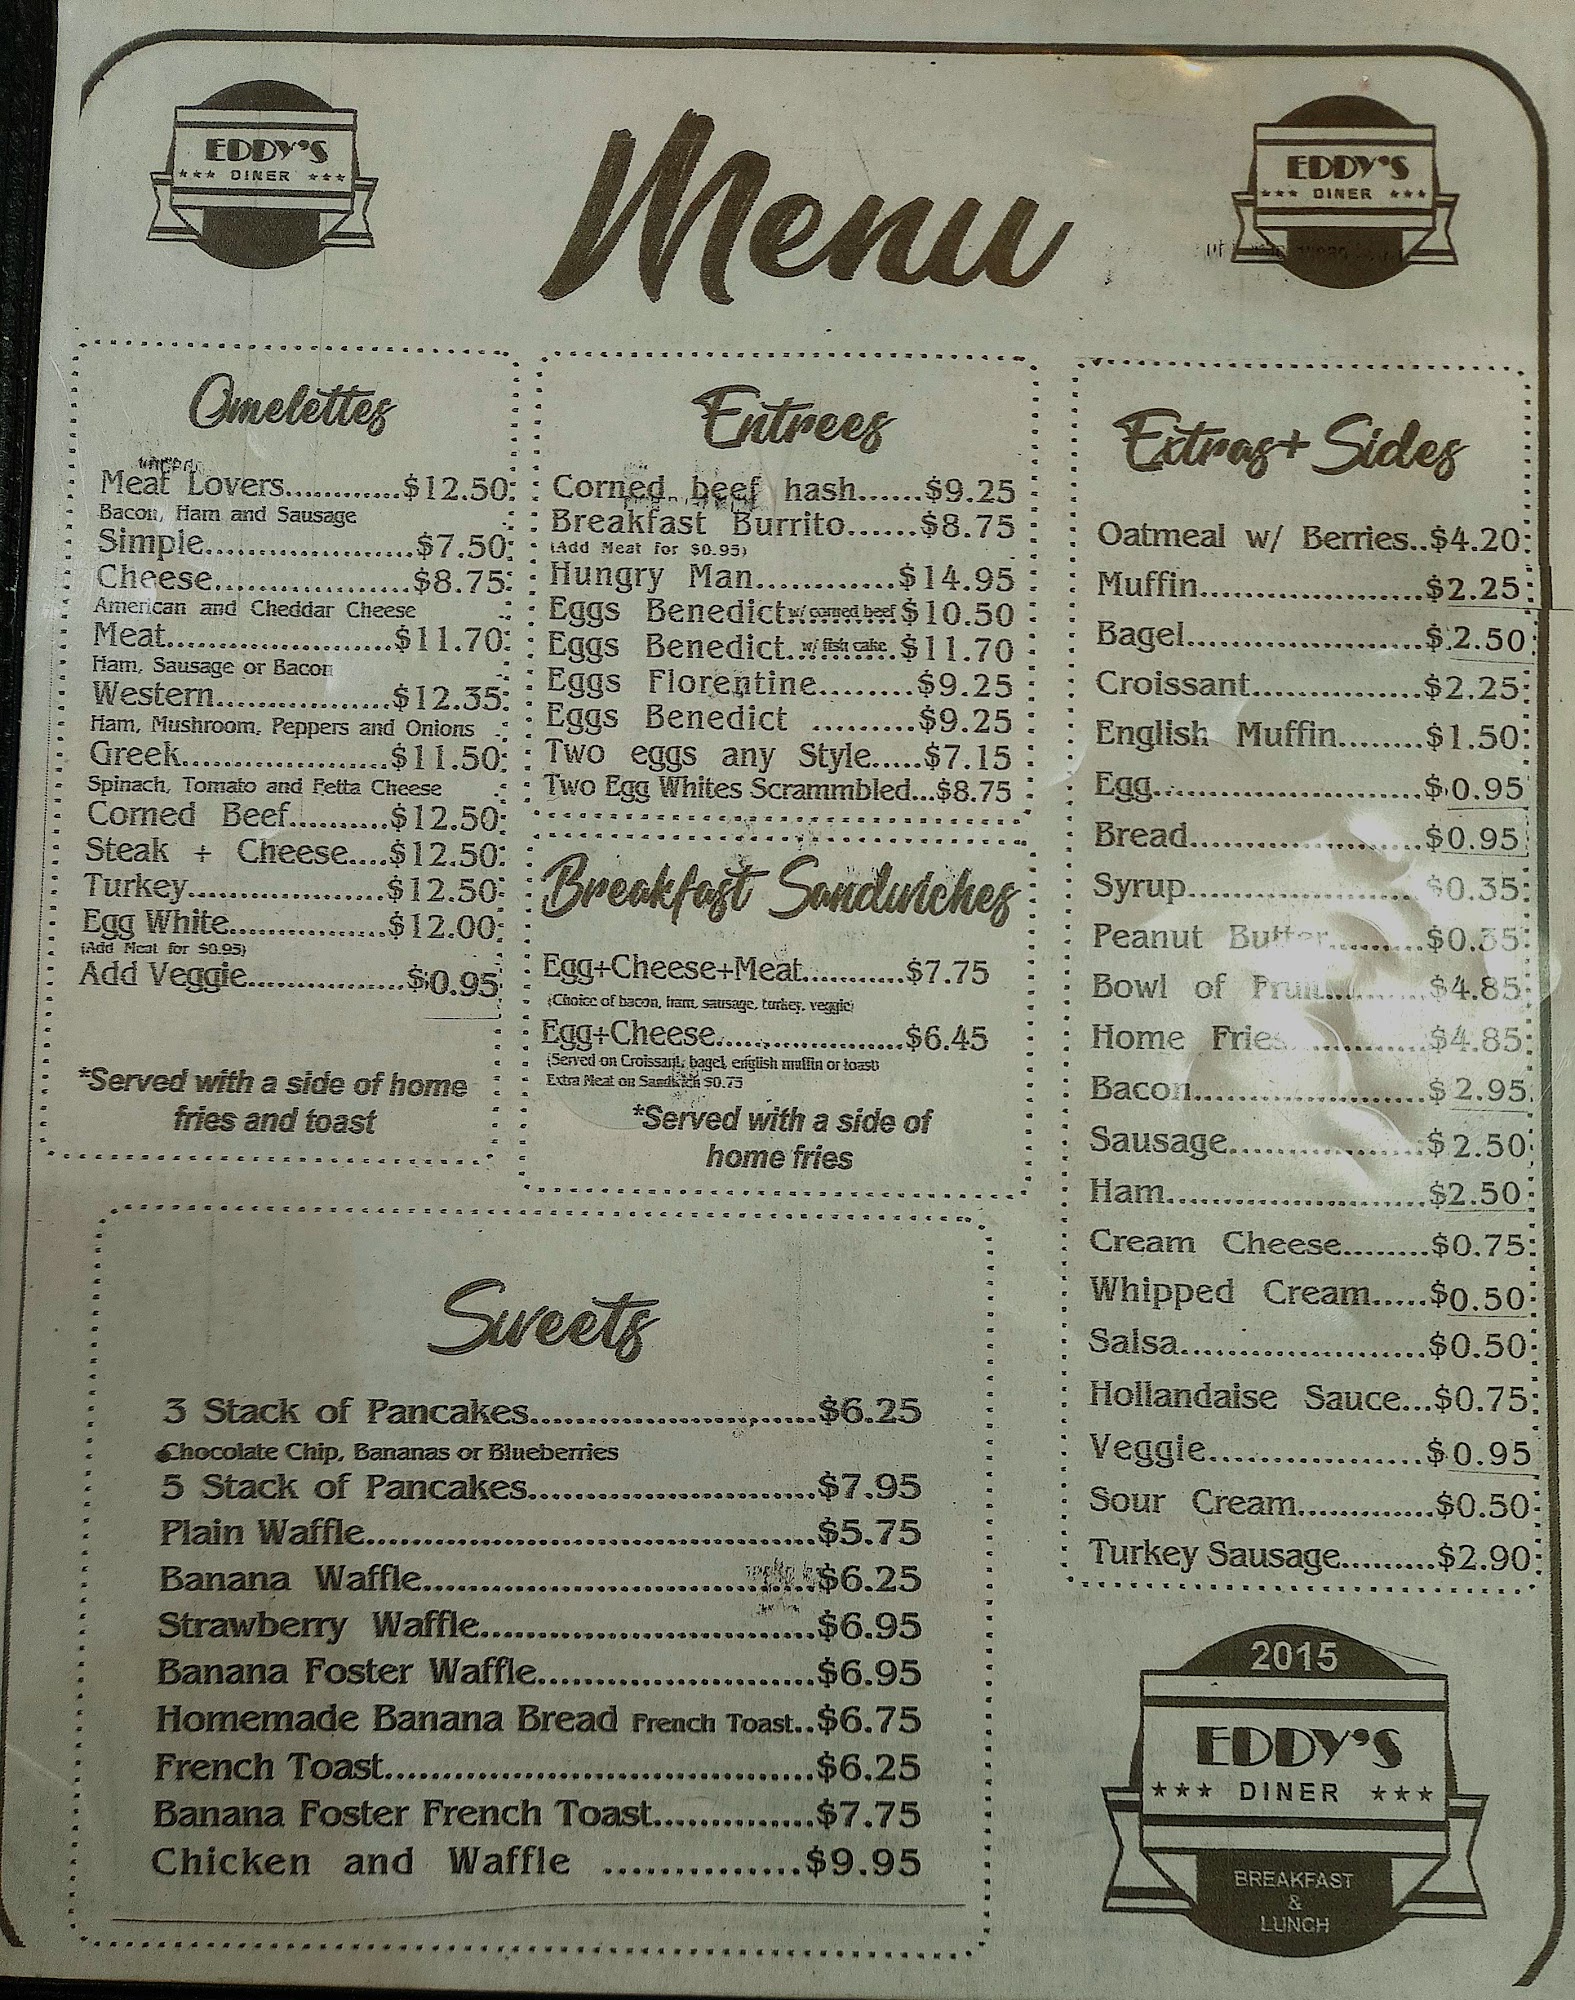 EDDY'S
*** DINER ***
Menu
EDDY'S
*** DINER ***
Omelettes
Meat Lovers............$12.50
Bacon, Ham and Sausage
Simple.....................$7.50
Cheese....................$8.75
American and Cheddar Cheese
Meat.......................$11.70
Ham, Sausage or Bacon
Western..................$12.35
Ham, Mushroom, Peppers and Onions
Greek.....................$11.50
Spinach, Tomato and Fetta Cheese
Corned Beef..........$12.50
Steak + Cheese....$12.50
Turkey....................$12.50
Egg White................$12.00
(Add Meat for $0.95)
Add Veggie................$0.95
*Served with a side of home
fries and toast
Entrees
Corned beef hash......$9.25
Breakfast Burrito.......$8.75
(Add Meat for $0.95)
Hungry Man.............$14.95
Eggs Benedict w/ corned beef $10.50
Eggs Benedict..w/ fish cake..$11.70
Eggs Florentine........$9.25
Eggs Benedict .........$9.25
Two eggs any Style.....$7.15
Two Egg Whites Scrammbled...$8.75
Breakfast Sandwiches
Egg+Cheese+Meat...........$7.75
(Choice of bacon, ham, sausage, turkey, veggie)
Egg+Cheese....................$6.45
(Served on Croissant, bagel, english muffin or toast)
Extra Meat on Sandwich $0.75
*Served with a side of
home fries
Extras+ Sides
Oatmeal w/ Berries..$4.20
Muffin......................$2.25
Bagel.......................$2.50
Croissant................$2.25
English Muffin........$1.50
Egg..........................$0.95
Bread.......................$0.95
Syrup.......................$0.35
Peanut Butter..........$0.35
Bowl of Fruit..........$4.85
Home Fries............$4.85
Bacon......................$2.95
Sausage...................$2.50
Ham.........................$2.50
Cream Cheese........$0.75
Whipped Cream.....$0.50
Salsa........................$0.50
Hollandaise Sauce...$0.75
Veggie.....................$0.95
Sour Cream.............$0.50
Turkey Sausage..........$2.90
Sweets
3 Stack of Pancakes.........................$6.25
Chocolate Chip, Bananas or Blueberries
5 Stack of Pancakes.........................$7.95
Plain Waffle.......................................$5.75
Banana Waffle..................................$6.25
Strawberry Waffle.............................$6.95
Banana Foster Waffle........................$6.95
Homemade Banana Bread French Toast..$6.75
French Toast.....................................$6.25
Banana Foster French Toast..............$7.75
Chicken and Waffle ..............$9.95
2015
EDDY'S
*** DINER ***
BREAKFAST
&
LUNCH